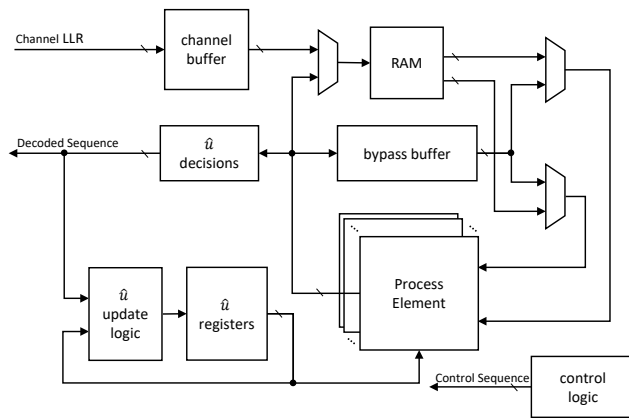 Channel LLR
channel
buffer
RAM
Decoded Sequence
û
decisions
bypass buffer
...
...
Process
Element
...
û
update
logic
û
registers
Control Sequence
control
logic